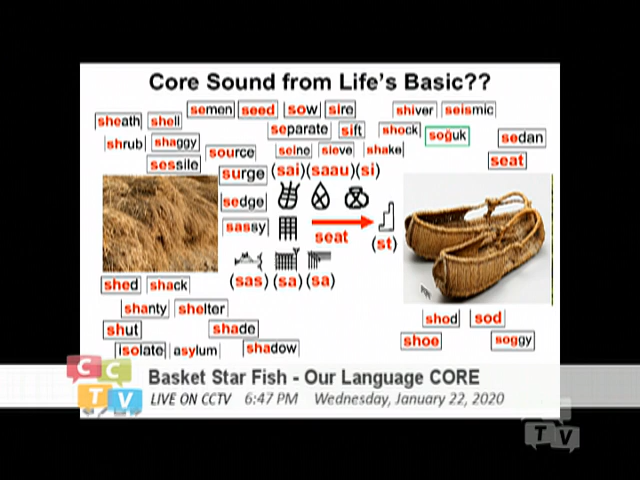 Core Sound from Life's Basic??
semen seed sow sire shiver seismic
sheath shell separate sift shock soğuk sedan
shrub shaggy source seine sieve shake seat
sessile surge (sai)(saau)(si)
sedge
sassy seat (st)
(sas) (sa) (sa)
shed shack
shanty shelter shod sod
shut shade shoe soggy
isolate asylum shadow
CCTV Basket Star Fish - Our Language CORE
LIVE ON CCTV 6:47 PM Wednesday, January 22, 2020
TV